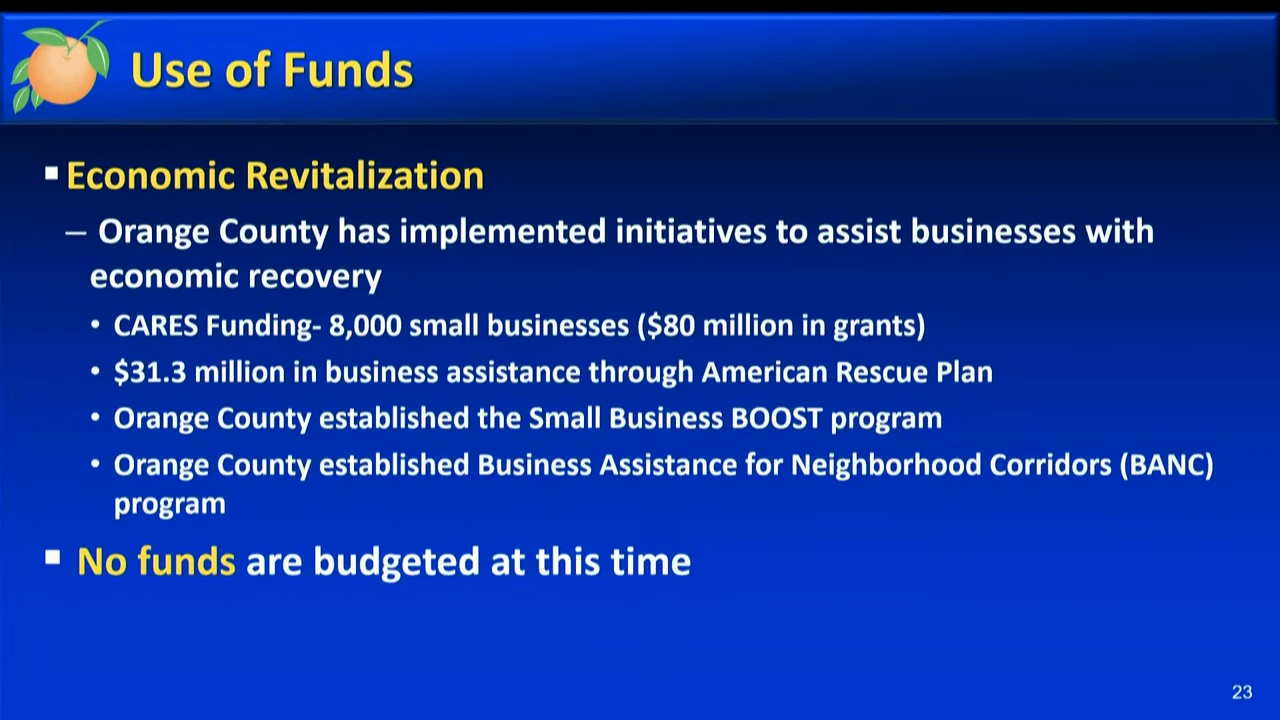 Use of Funds
▪ Economic Revitalization
– Orange County has implemented initiatives to assist businesses with
economic recovery
• CARES Funding- 8,000 small businesses ($80 million in grants)
• $31.3 million in business assistance through American Rescue Plan
• Orange County established the Small Business BOOST program
• Orange County established Business Assistance for Neighborhood Corridors (BANC)
program
▪ No funds are budgeted at this time
23